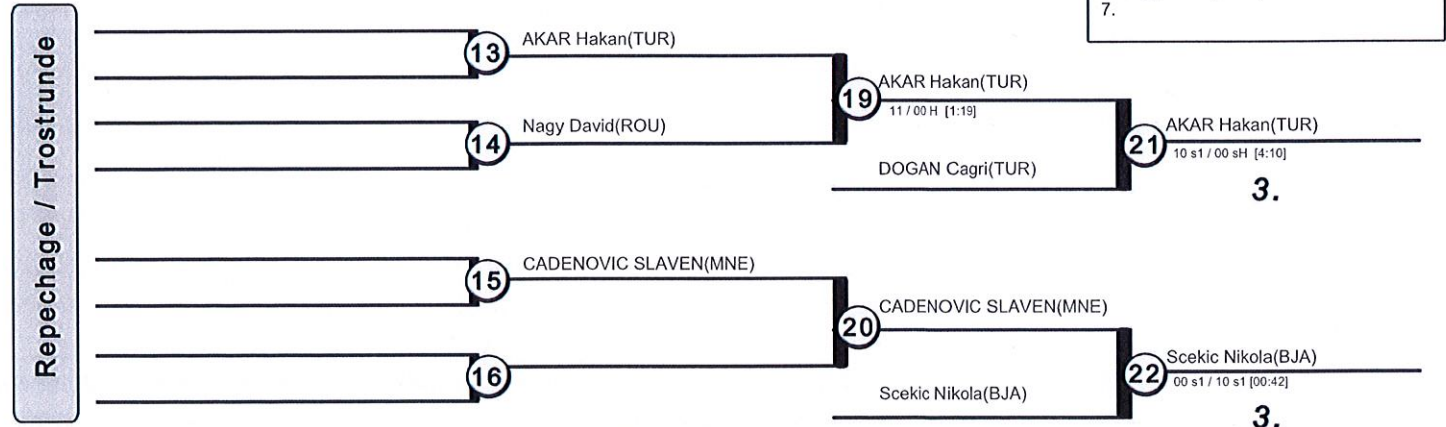 7.
Repechage / Trostrunde
13
AKAR Hakan(TUR)
14
Nagy David(ROU)
19
AKAR Hakan(TUR)
11 / 00 H [1:19]
DOGAN Cagri(TUR)
21
AKAR Hakan(TUR)
10 s1 / 00 sH [4:10]
3.
15
CADENOVIC SLAVEN(MNE)
16
20
CADENOVIC SLAVEN(MNE)
Scekic Nikola(BJA)
22
Scekic Nikola(BJA)
00 s1 / 10 s1 [00:42]
3.